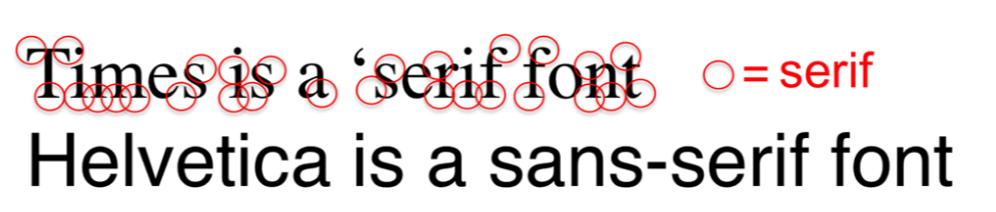 Times is a ‘serif font = serif
Helvetica is a sans-serif font